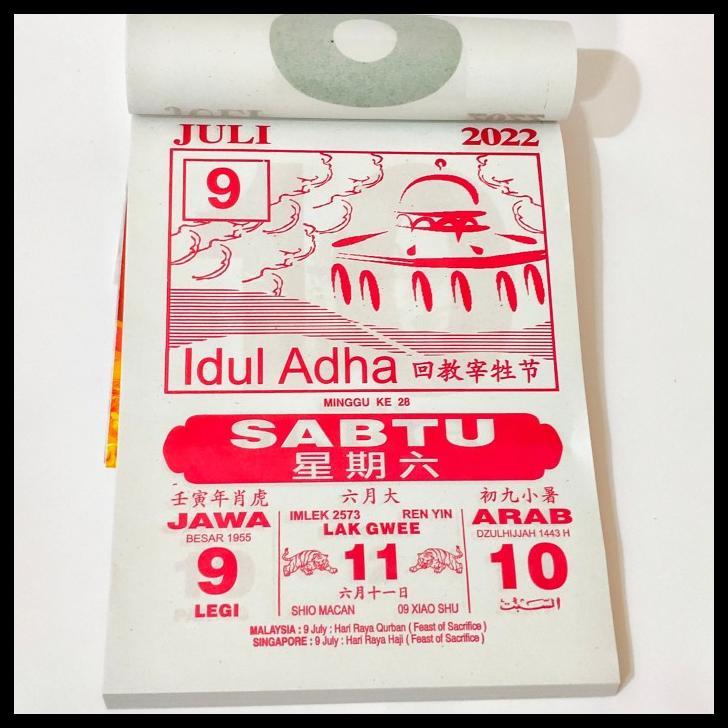 JULI 2022
9
Idul Adha 回教宰牲节
MINGGU KE 28
SABTU
星期六
壬寅年肖虎 六月大 初九小暑
JAWA IMLEK 2573 REN YIN ARAB
BESAR 1955 LAK GWEE DZULHIJJAH 1443 H
9 11 10
LEGI 六月十一日 السبت
SHIO MACAN 09 XIAO SHU
MALAYSIA : 9 July : Hari Raya Qurban ( Feast of Sacrifice )
SINGAPORE : 9 July : Hari Raya Haji ( Feast of Sacrifice )